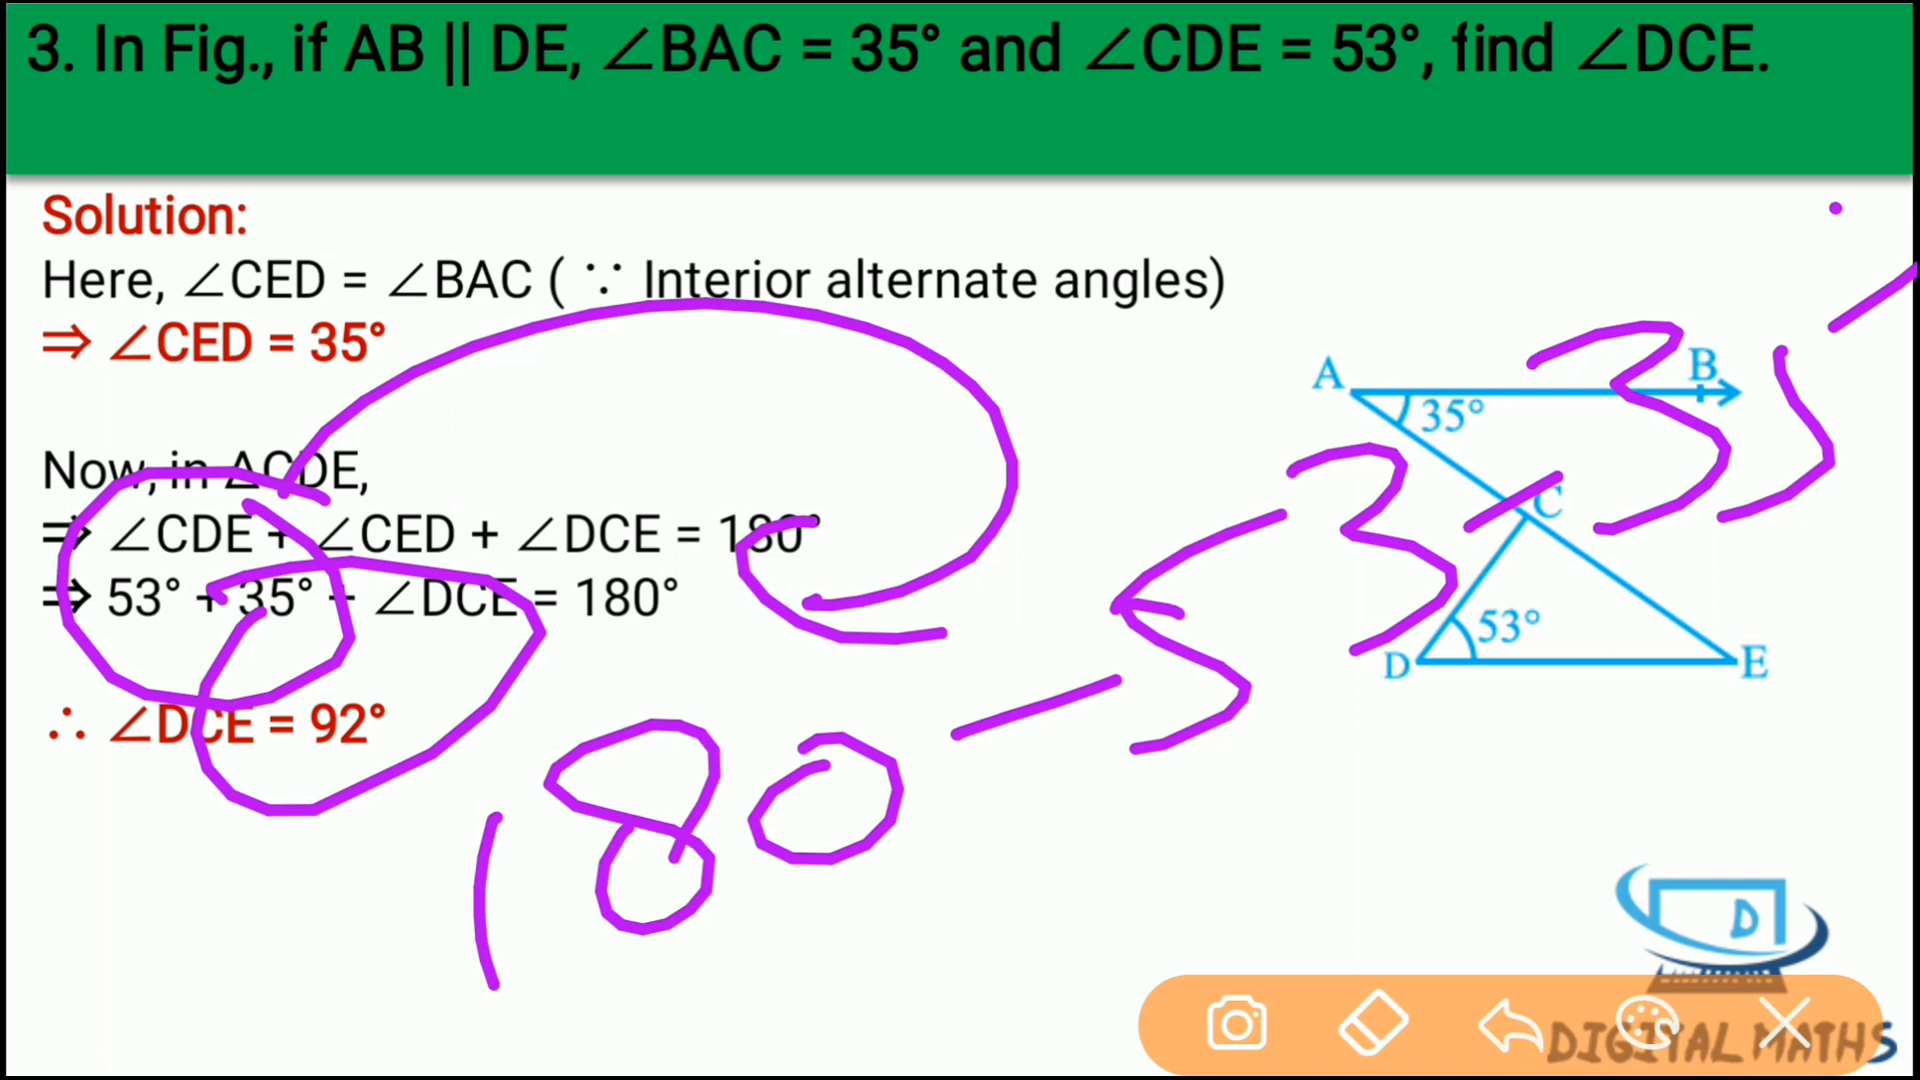 3. In Fig., if AB || DE, ∠BAC = 35° and ∠CDE = 53°, find ∠DCE.
Solution:
Here, ∠CED = ∠BAC ( ∵ Interior alternate angles)
⇒ ∠CED = 35°
Now, in ΔCDE,
⇒ ∠CDE + ∠CED + ∠DCE = 180°
⇒ 53° + 35° + ∠DCE = 180°
∴ ∠DCE = 92°
180 - 53 - 35
A
B
35°
C
53°
D
E
D
DIGITAL MATHS